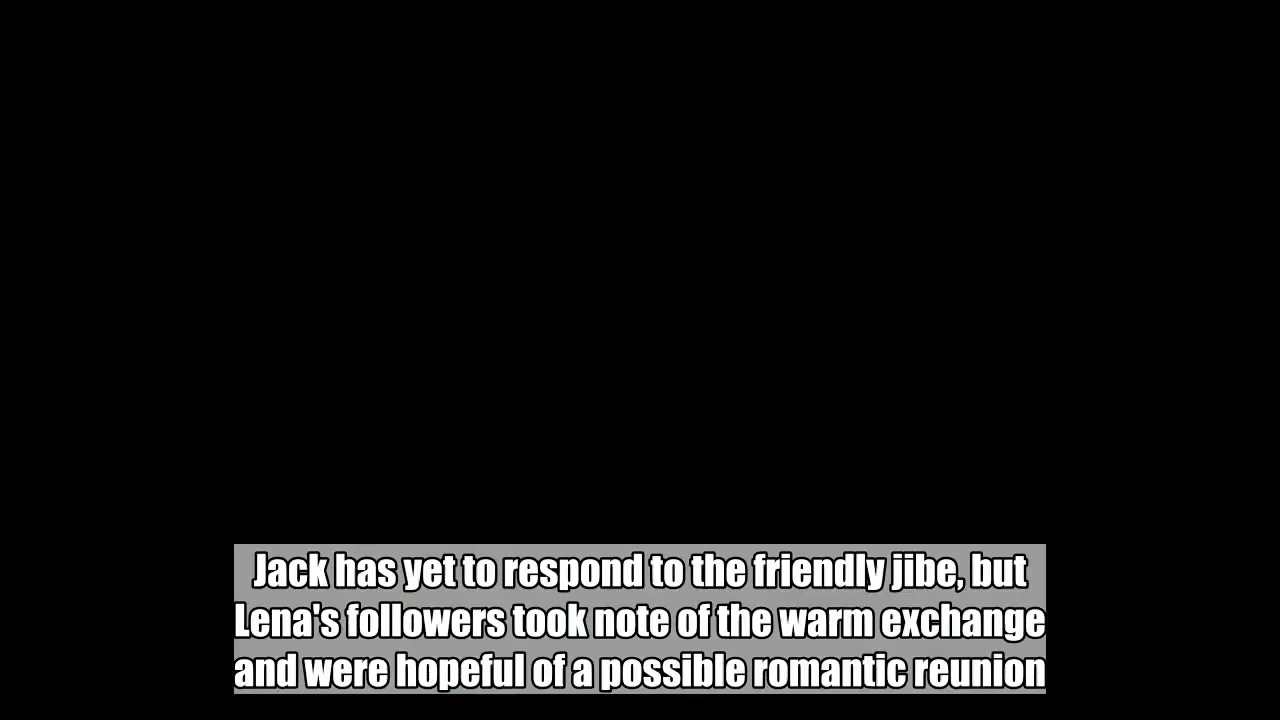 Jack has yet to respond to the friendly jibe, but
Lena's followers took note of the warm exchange
and were hopeful of a possible romantic reunion